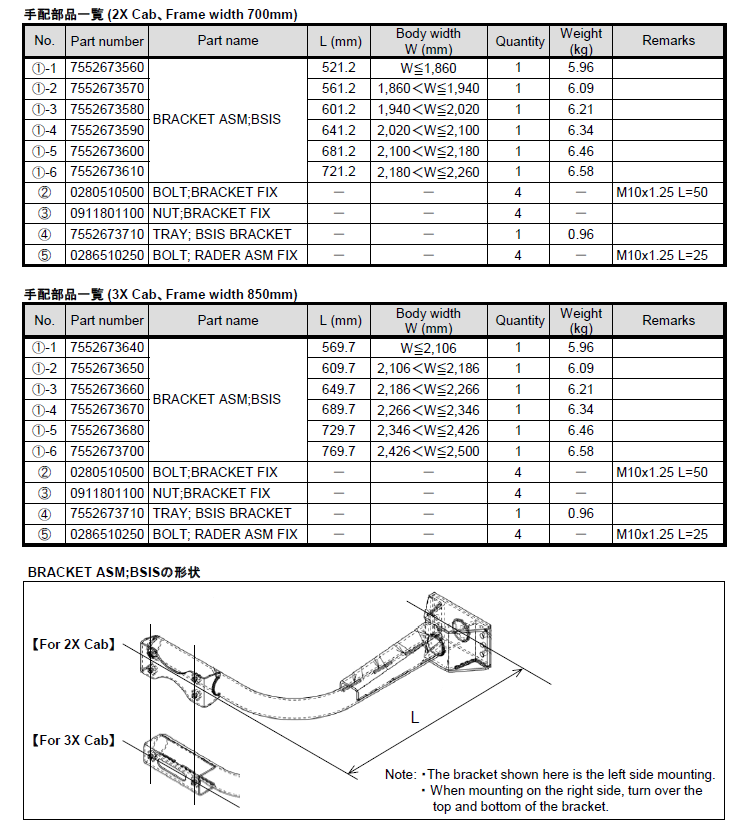 手配部品一覧 (2X Cab、Frame width 700mm)
No. Part number Part name L (mm) Body width W (mm) Quantity Weight (kg) Remarks
①-1 7552673560 BRACKET ASM;BSIS 521.2 W≦1,860 1 5.96
①-2 7552673570 561.2 1,860＜W≦1,940 1 6.09
①-3 7552673580 601.2 1,940＜W≦2,020 1 6.21
①-4 7552673590 641.2 2,020＜W≦2,100 1 6.34
①-5 7552673600 681.2 2,100＜W≦2,180 1 6.46
①-6 7552673610 721.2 2,180＜W≦2,260 1 6.58
② 0280510500 BOLT;BRACKET FIX － － 4 － M10x1.25 L=50
③ 0911801100 NUT;BRACKET FIX － － 4 －
④ 7552673710 TRAY; BSIS BRACKET － － 1 0.96
⑤ 0286510250 BOLT; RADER ASM FIX － － 4 － M10x1.25 L=25
手配部品一覧 (3X Cab、Frame width 850mm)
No. Part number Part name L (mm) Body width W (mm) Quantity Weight (kg) Remarks
①-1 7552673640 BRACKET ASM;BSIS 569.7 W≦2,106 1 5.96
①-2 7552673650 609.7 2,106＜W≦2,186 1 6.09
①-3 7552673660 649.7 2,186＜W≦2,266 1 6.21
①-4 7552673670 689.7 2,266＜W≦2,346 1 6.34
①-5 7552673680 729.7 2,346＜W≦2,426 1 6.46
①-6 7552673700 769.7 2,426＜W≦2,500 1 6.58
② 0280510500 BOLT;BRACKET FIX － － 4 － M10x1.25 L=50
③ 0911801100 NUT;BRACKET FIX － － 4 －
④ 7552673710 TRAY; BSIS BRACKET － － 1 0.96
⑤ 0286510250 BOLT; RADER ASM FIX － － 4 － M10x1.25 L=25
BRACKET ASM;BSISの形状
【For 2X Cab】
L
【For 3X Cab】
Note: ・The bracket shown here is the left side mounting.
・ When mounting on the right side, turn over the
top and bottom of the bracket.